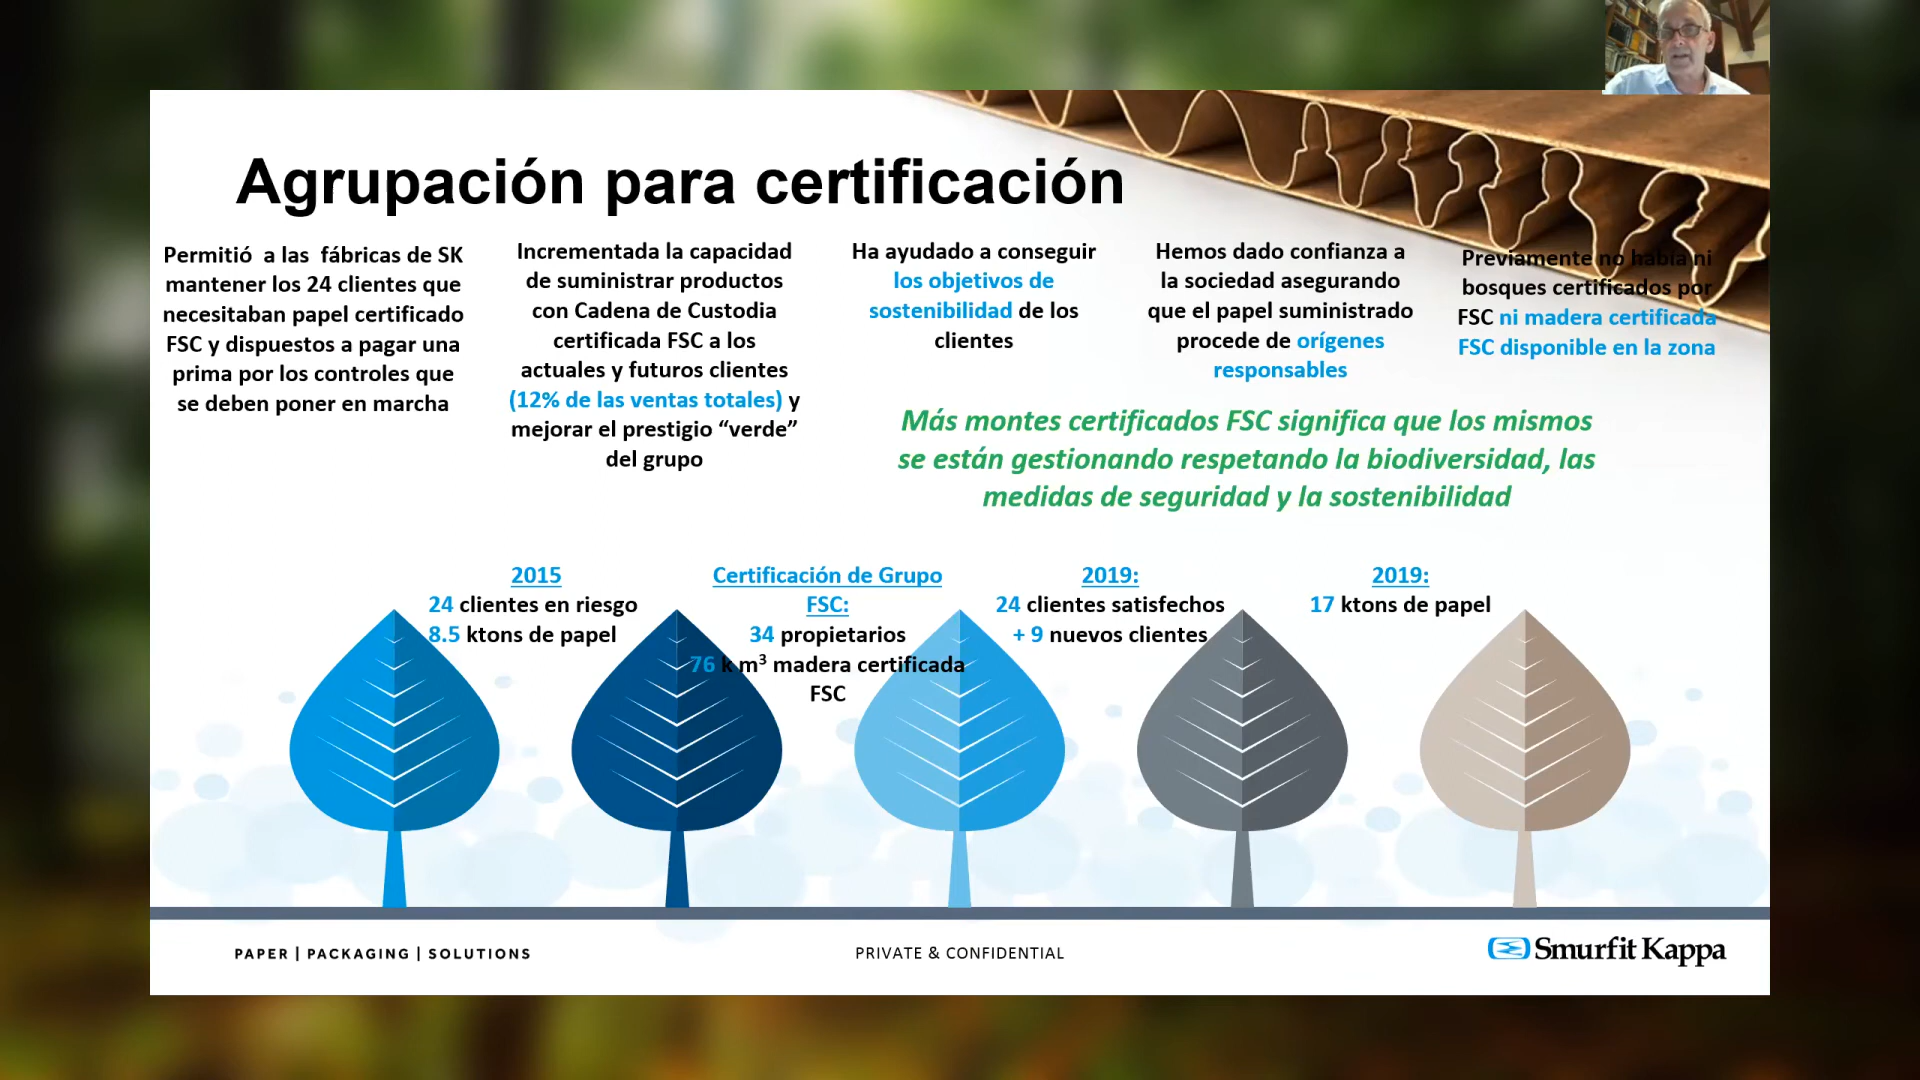 Agrupación para certificación
Permitió a las fábricas de SK
mantener los 24 clientes que
necesitaban papel certificado
FSC y dispuestos a pagar una
prima por los controles que
se deben poner en marcha
Incrementada la capacidad
de suministrar productos
con Cadena de Custodia
certificada FSC a los
actuales y futuros clientes
(12% de las ventas totales) y
mejorar el prestigio “verde”
del grupo
Ha ayudado a conseguir
los objetivos de
sostenibilidad de los
clientes
Hemos dado confianza a
la sociedad asegurando
que el papel suministrado
procede de orígenes
responsables
Previamente no había ni
bosques certificados por
FSC ni madera certificada
FSC disponible en la zona
Más montes certificados FSC significa que los mismos
se están gestionando respetando la biodiversidad, las
medidas de seguridad y la sostenibilidad
2015
24 clientes en riesgo
8.5 ktons de papel
Certificación de Grupo
FSC:
34 propietarios
76 k m³ madera certificada
FSC
2019:
24 clientes satisfechos
+ 9 nuevos clientes
2019:
17 ktons de papel
PAPER | PACKAGING | SOLUTIONS
PRIVATE & CONFIDENTIAL
Smurfit Kappa